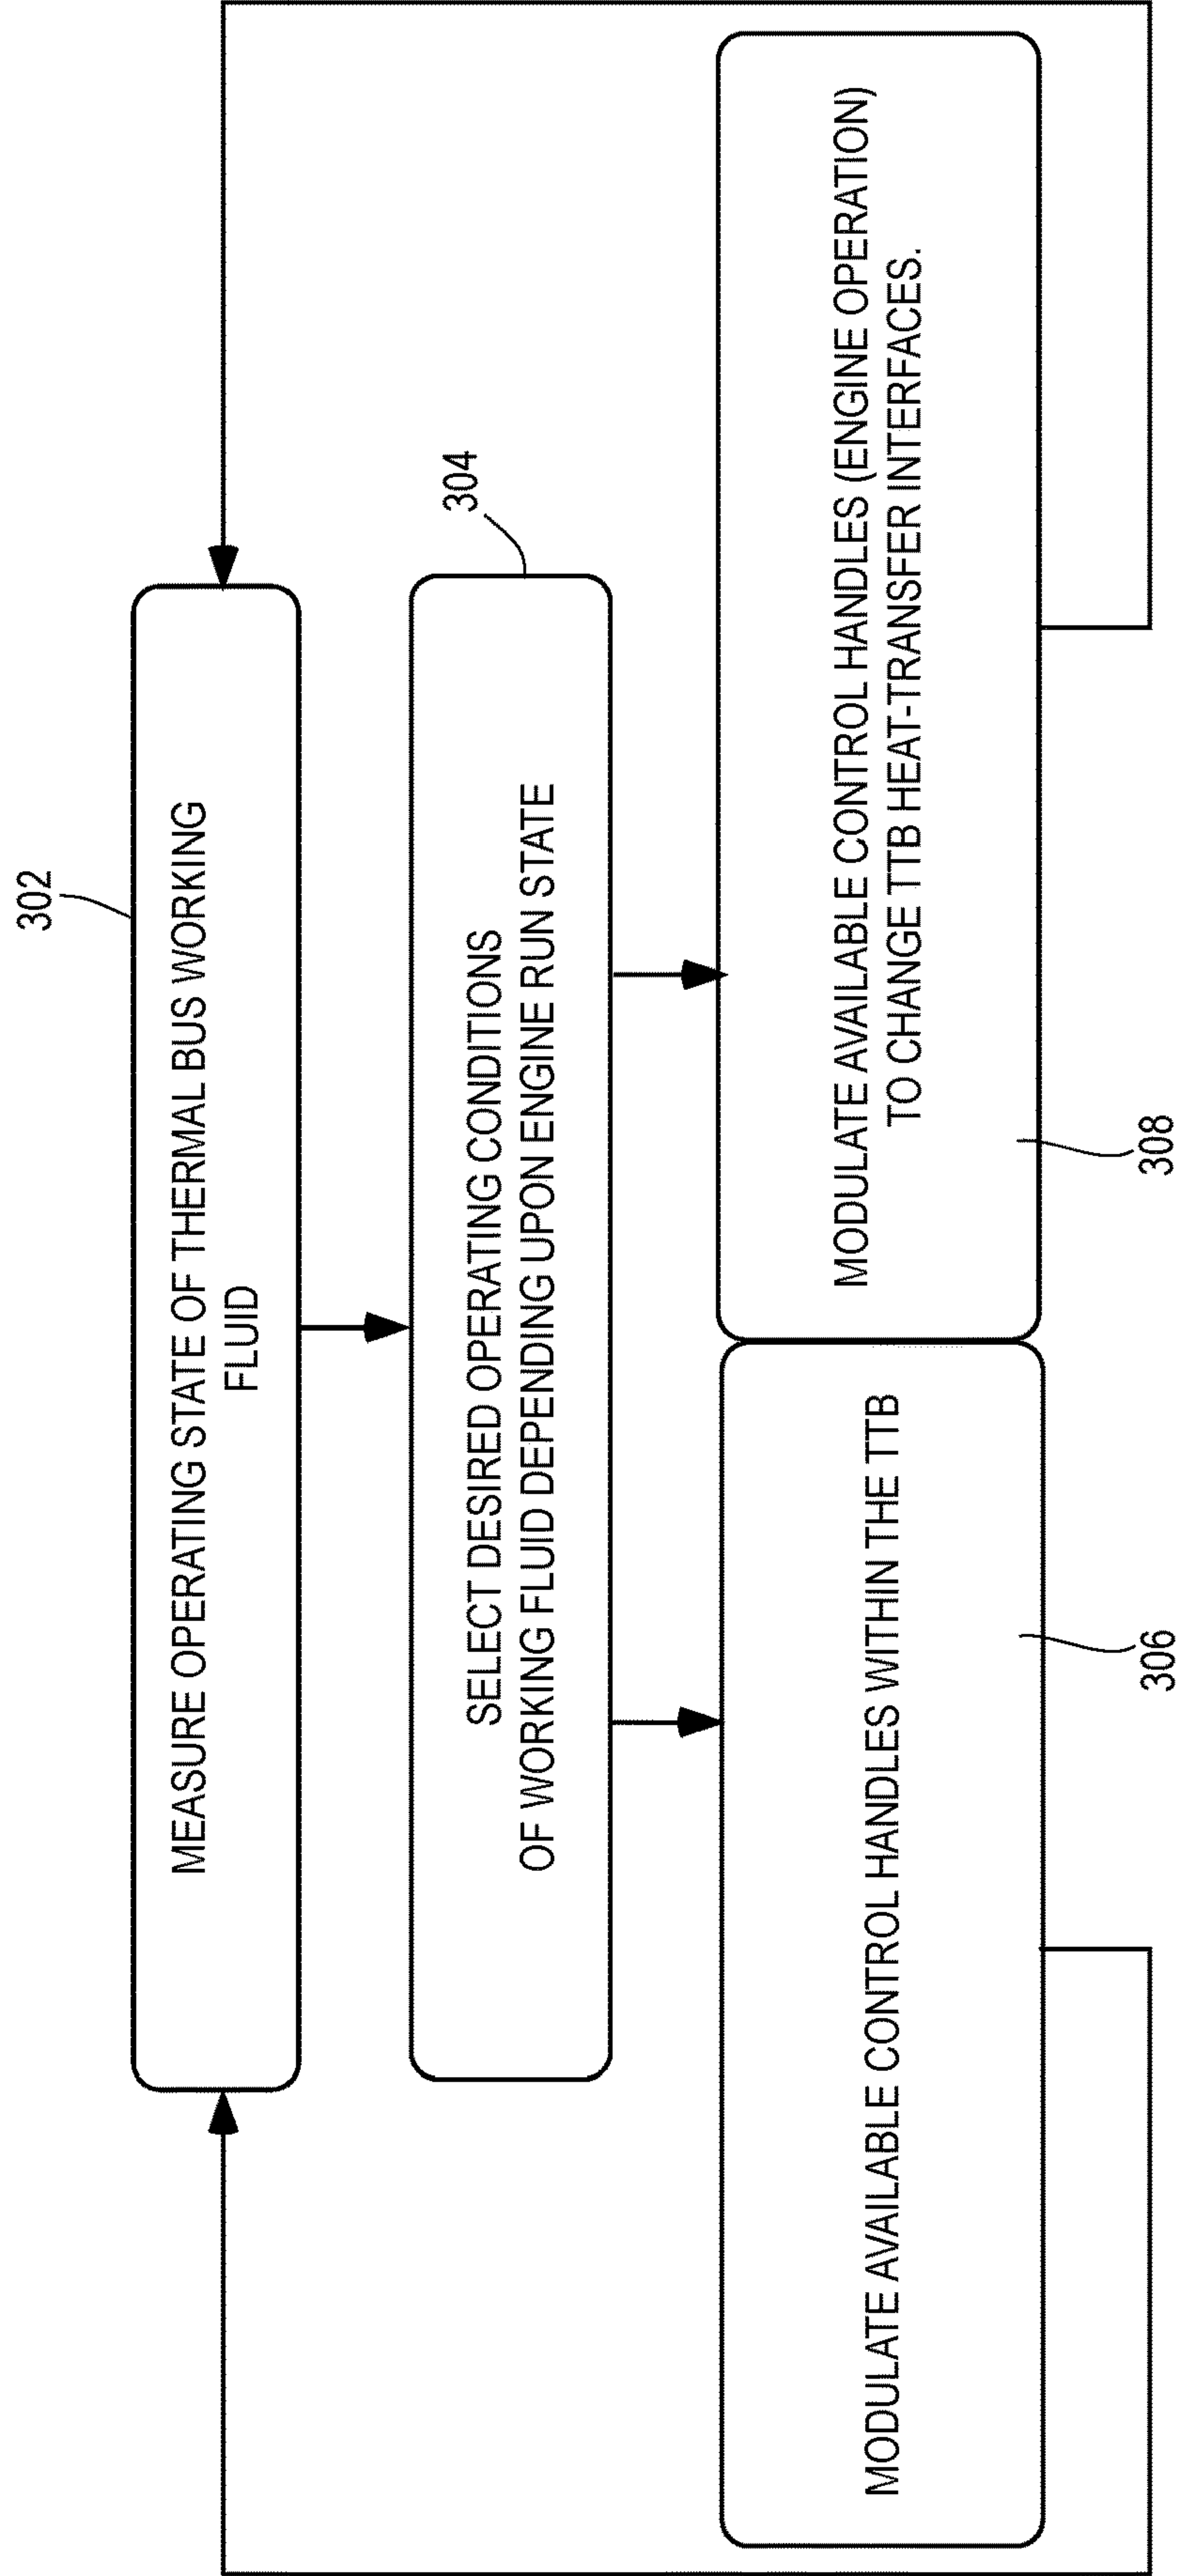 302
MEASURE OPERATING STATE OF THERMAL BUS WORKING
FLUID
304
SELECT DESIRED OPERATING CONDITIONS
OF WORKING FLUID DEPENDING UPON ENGINE RUN STATE
MODULATE AVAILABLE CONTROL HANDLES WITHIN THE TTB
306
MODULATE AVAILABLE CONTROL HANDLES (ENGINE OPERATION)
TO CHANGE TTB HEAT-TRANSFER INTERFACES.
308